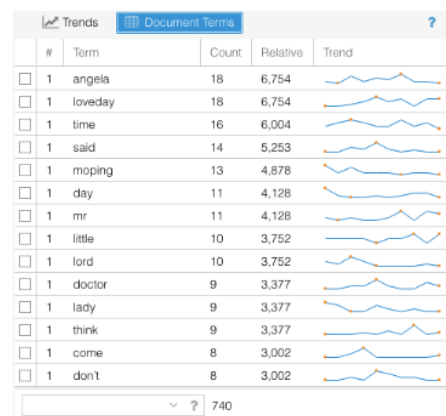 Trends Document Terms ?
# Term Count Relative Trend
1 angela 18 6,754
1 loveday 18 6,754
1 time 16 6,004
1 said 14 5,253
1 moping 13 4,878
1 day 11 4,128
1 mr 11 4,128
1 little 10 3,752
1 lord 10 3,752
1 doctor 9 3,377
1 lady 9 3,377
1 think 9 3,377
1 come 8 3,002
1 don't 8 3,002
? 740